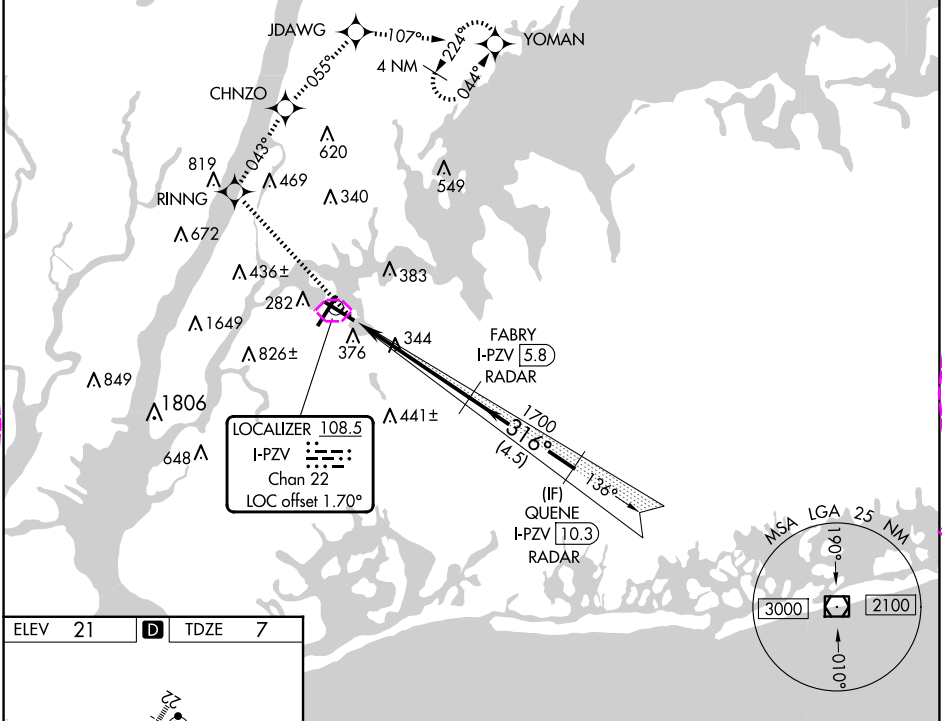 JDAWG
107°
YOMAN
224°
4 NM
044°
055°
CHNZO
043°
620
819
469
549
RINNG
340
672
436±
383
282
1649
376
344
826±
FABRY
I-PZV 5.8
RADAR
849
1806
441±
1700
316°
(4.5)
136°
648
LOCALIZER 108.5
I-PZV
Chan 22
LOC offset 1.70°
(IF)
QUENE
I-PZV 10.3
RADAR
MSA LGA 25 NM
190°
3000
2100
010°
ELEV 21 D TDZE 7
22